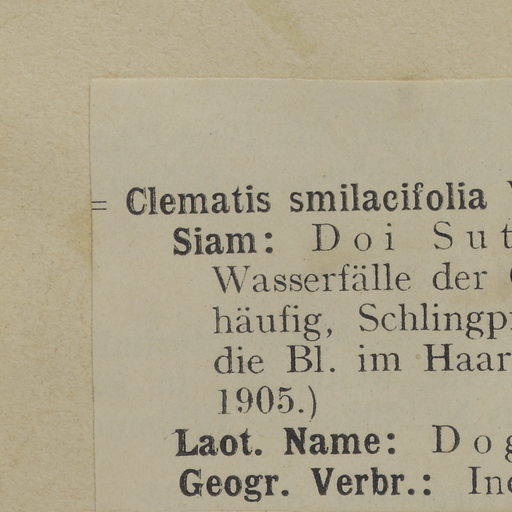 = Clematis smilacifolia
Siam: Doi Sut
Wasserfälle der
häufig, Schlingp
die Bl. im Haar
1905.)
Laot. Name: Dog
Geogr. Verbr.: In